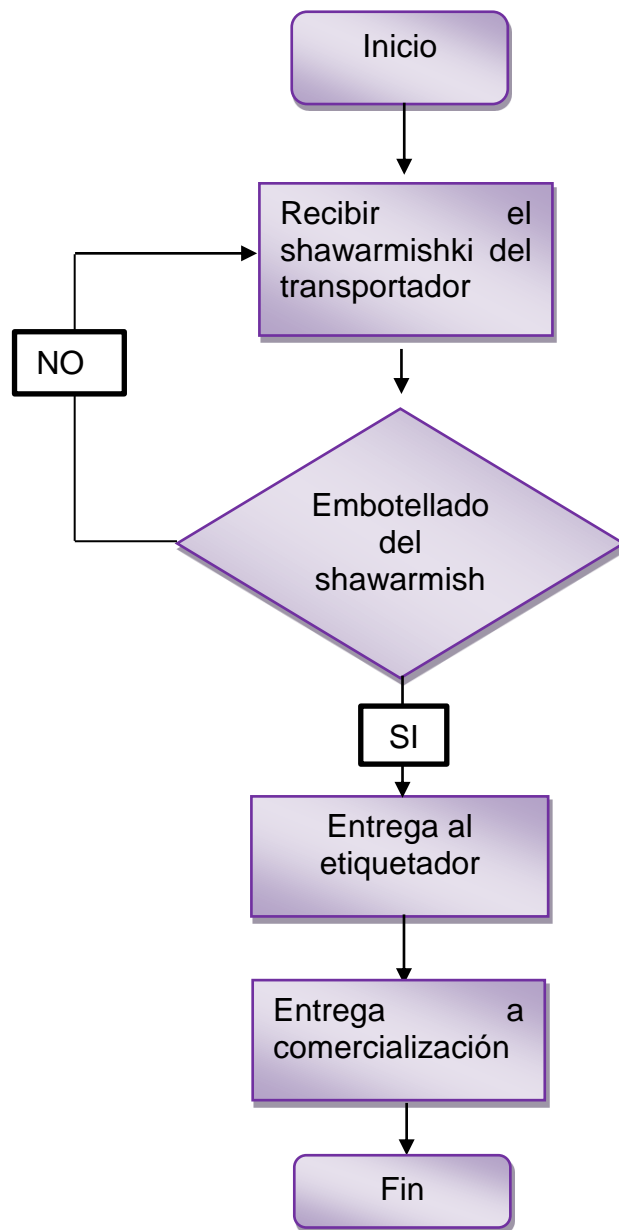 Inicio
Recibir el
shawarmishki del
transportador
NO
Embotellado
del
shawarmish
SI
Entrega al
etiquetador
Entrega a
comercialización
Fin